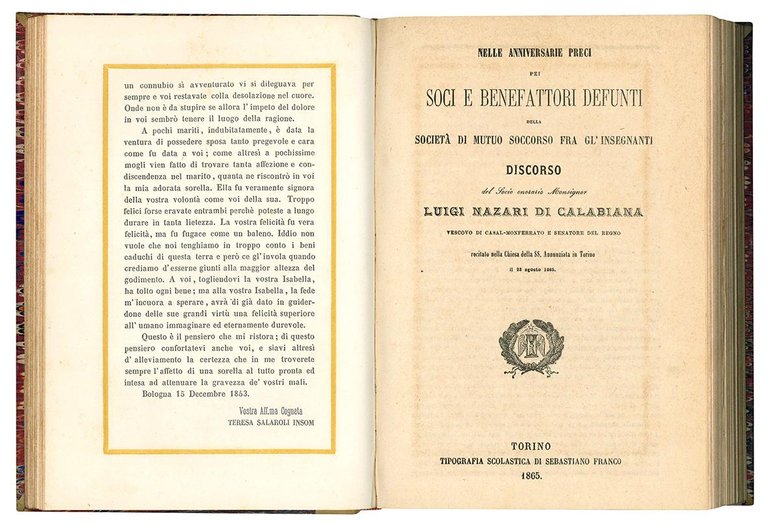 un connubio sì avventurato vi si dileguava per
sempre e voi restavate colla desolazione nel cuore.
Onde non è da stupire se allora l'impeto del dolore
in voi sembrò tenere il luogo della ragione.
A pochi mariti, indubitatamente, è data la
ventura di possedere sposa tanto pregevole e cara
come fu data a voi; come altresì a pochissime
mogli vien fatto di trovare tanta affezione e con-
discendenza nel marito, quanta ne riscontrò in voi
la mia adorata sorella. Ella fu veramente signora
della vostra volontà come voi della sua. Troppo
felici forse eravate entrambi perchè poteste a lungo
durare in tanta lietezza. La vostra felicità fu vera
felicità, ma fu fugace come un baleno. Iddio non
vuole che noi tenghiamo in troppo conto i beni
caduchi di questa terra e però ce gl'invola quando
crediamo d'esserne giunti alla maggior altezza del
godimento. A voi, togliendovi la vostra Isabella,
ha tolto ogni bene; ma alla vostra Isabella, la fede
m'incuora a sperare, avrà di già dato in guider-
done delle sue grandi virtù una felicità superiore
all'umano immaginare ed eternamente durevole.
Questo è il pensiero che mi ristora; di questo
pensiero confortatevi anche voi, e siavi altresì
d'alleviamento la certezza che in me troverete
sempre l'affetto di una sorella al tutto pronta ed
intesa ad attenuare la gravezza de' vostri mali.
Bologna 15 Decembre 1853.
Vostra Aff.ma Cognata
TERESA SALAROLI INSOM
NELLE ANNIVERSARIE PRECI
PEI
SOCI E BENEFATTORI DEFUNTI
DELLA
SOCIETÀ DI MUTUO SOCCORSO FRA GL'INSEGNANTI
DISCORSO
del Socio onorario Monsignor
LUIGI NAZARI DI CALABIANA
VESCOVO DI CASAL-MONFERRATO E SENATORE DEL REGNO
recitato nella Chiesa della SS. Annunziata in Torino
il 23 agosto 1865.
TORINO
TIPOGRAFIA SCOLASTICA DI SEBASTIANO FRANCO
1865.